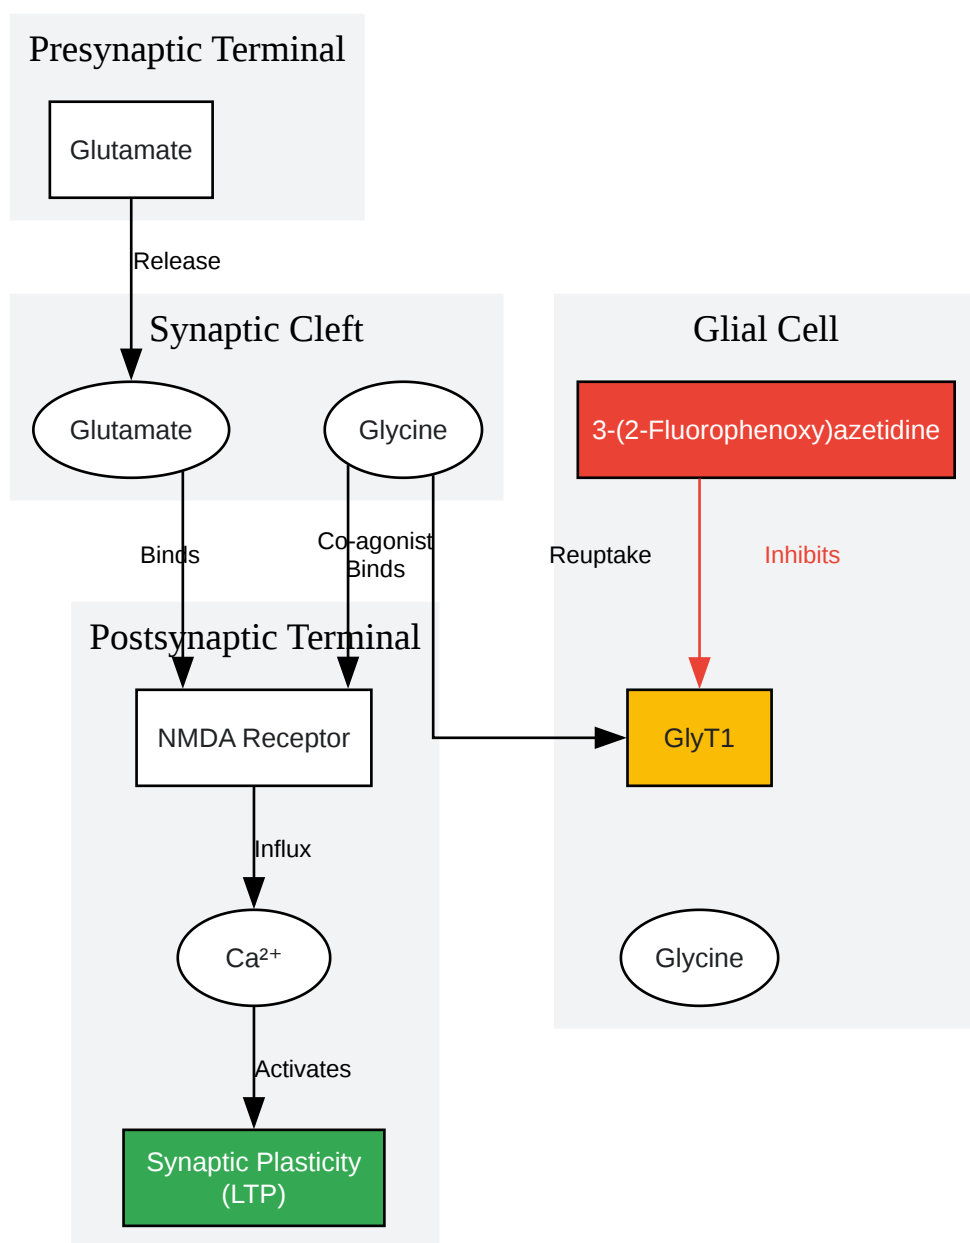 Presynaptic Terminal
Glutamate
Release
Synaptic Cleft
Glial Cell
Glutamate
Glycine
3-(2-Fluorophenoxy)azetidine
Binds
Co-agonist
Binds
Reuptake
Inhibits
Postsynaptic Terminal
NMDA Receptor
GlyT1
Influx
Ca²⁺
Glycine
Activates
Synaptic Plasticity
(LTP)